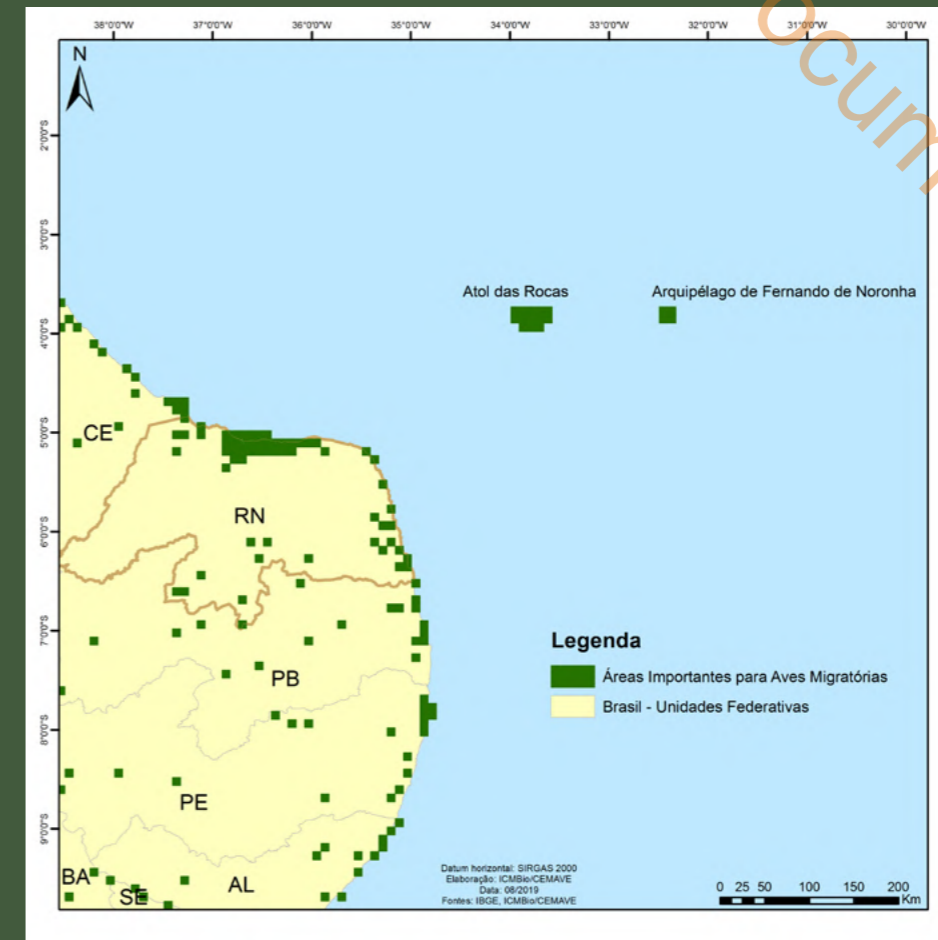 38°0'0"W 37°0'0"W 36°0'0"W 35°0'0"W 34°0'0"W 33°0'0"W 32°0'0"W 31°0'0"W 30°0'0"W
ocum
N
2°0'0"S
3°0'0"S
Atol das Rocas Arquipélago de Fernando de Noronha
4°0'0"S
CE
5°0'0"S
RN
6°0'0"S
7°0'0"S
Legenda
Áreas Importantes para Aves Migratórias
PB
Brasil - Unidades Federativas
8°0'0"S
PE
9°0'0"S
BA
SE
AL
Datum horizontal: SIRGAS 2000
Elaboração: ICMBio/CEMAVE
Data: 08/2019
Fontes: IBGE, ICMBio/CEMAVE
0 25 50 100 150 200
Km